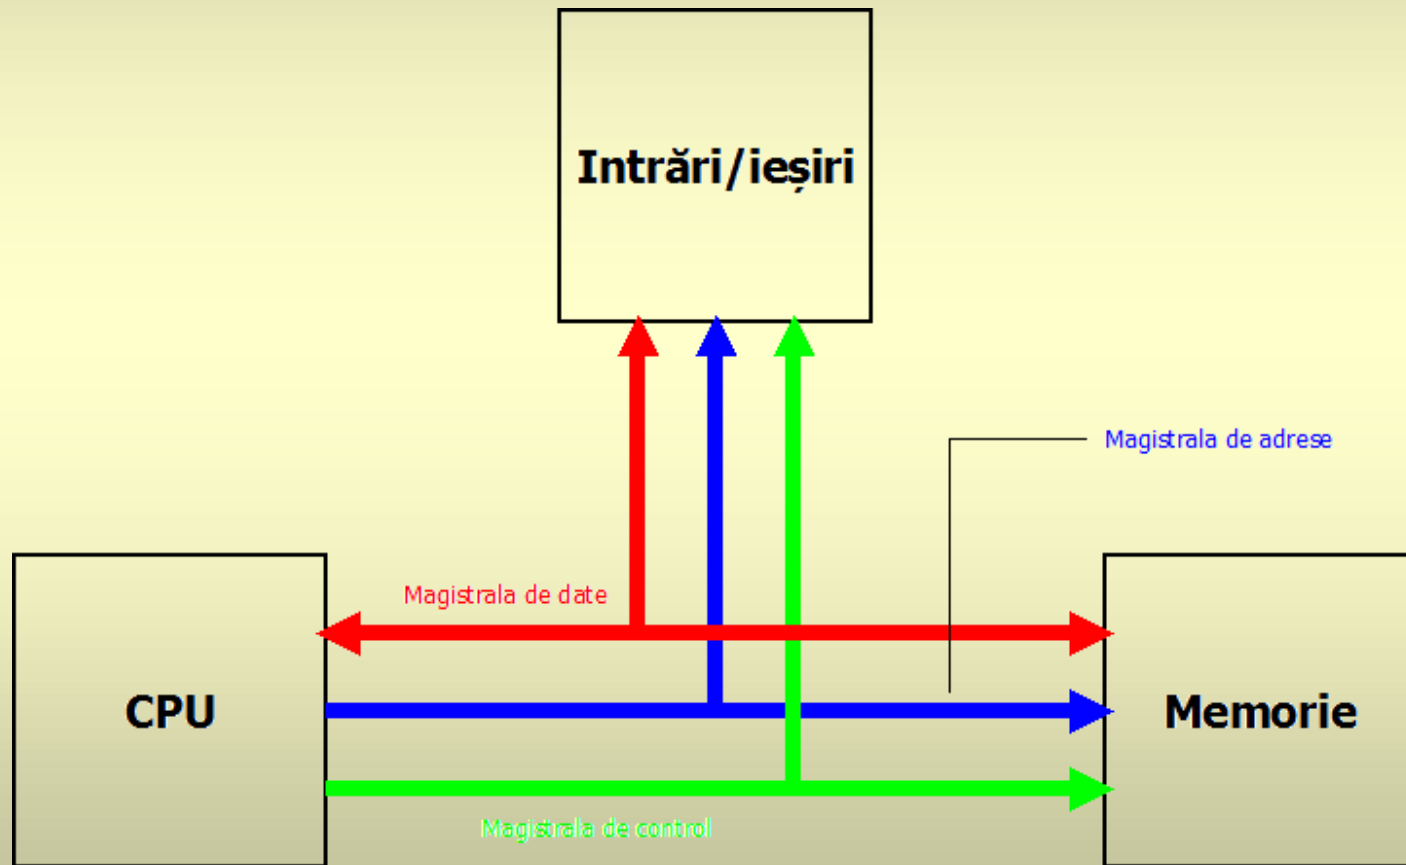 Intrări/ieșiri
Magistrala de adrese
Magistrala de date
CPU
Memorie
Magistrala de control